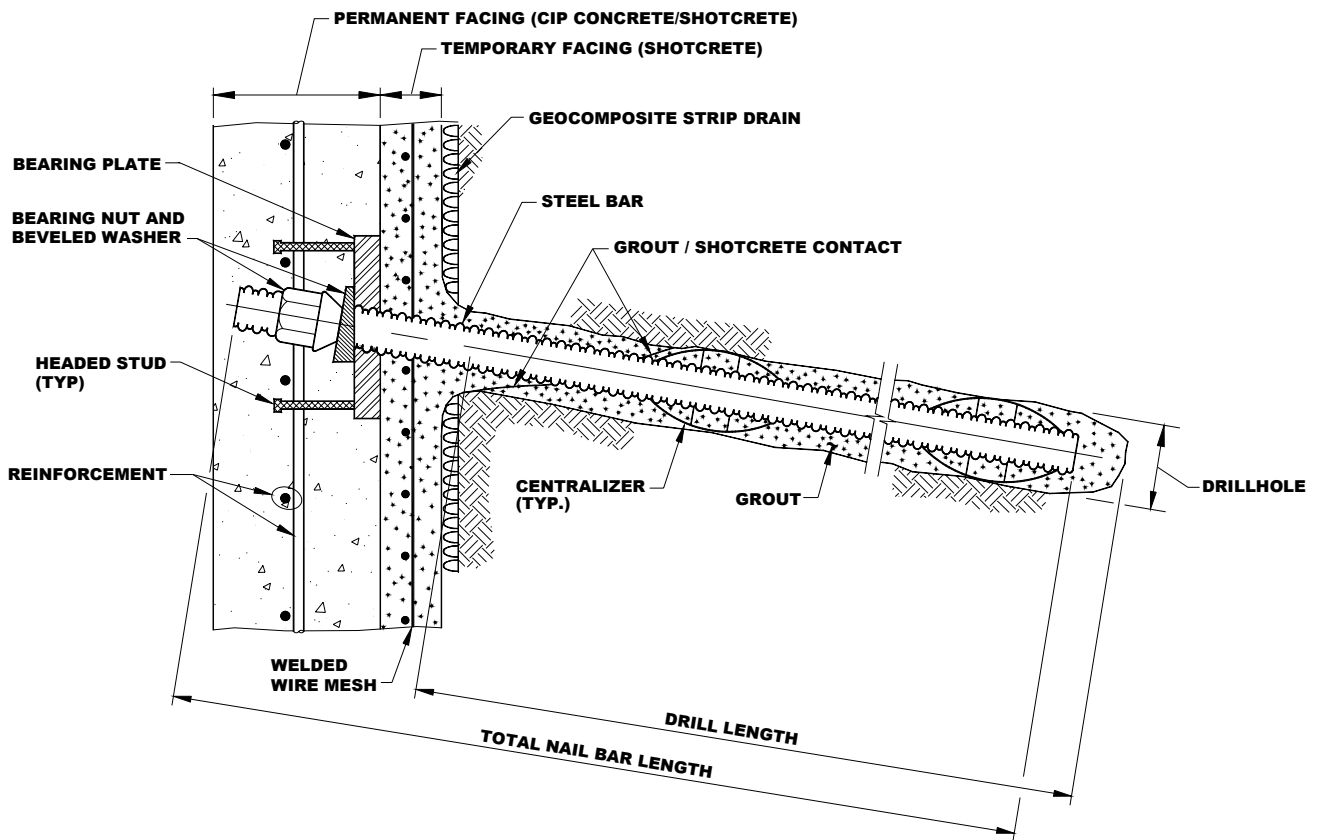 PERMANENT FACING (CIP CONCRETE/SHOTCRETE)
TEMPORARY FACING (SHOTCRETE)
GEOCOMPOSITE STRIP DRAIN
BEARING PLATE
STEEL BAR
BEARING NUT AND
BEVELED WASHER
GROUT / SHOTCRETE CONTACT
HEADED STUD
(TYP)
REINFORCEMENT
CENTRALIZER
(TYP.)
GROUT
DRILLHOLE
WELDED
WIRE MESH
DRILL LENGTH
TOTAL NAIL BAR LENGTH